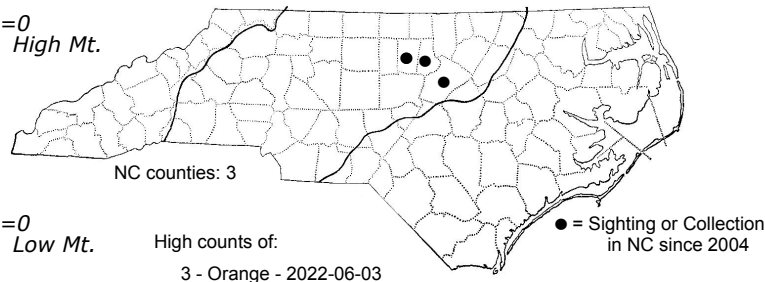 =0
High Mt.
NC counties: 3
=0
Low Mt.
High counts of:
3 - Orange - 2022-06-03
● = Sighting or Collection
in NC since 2004